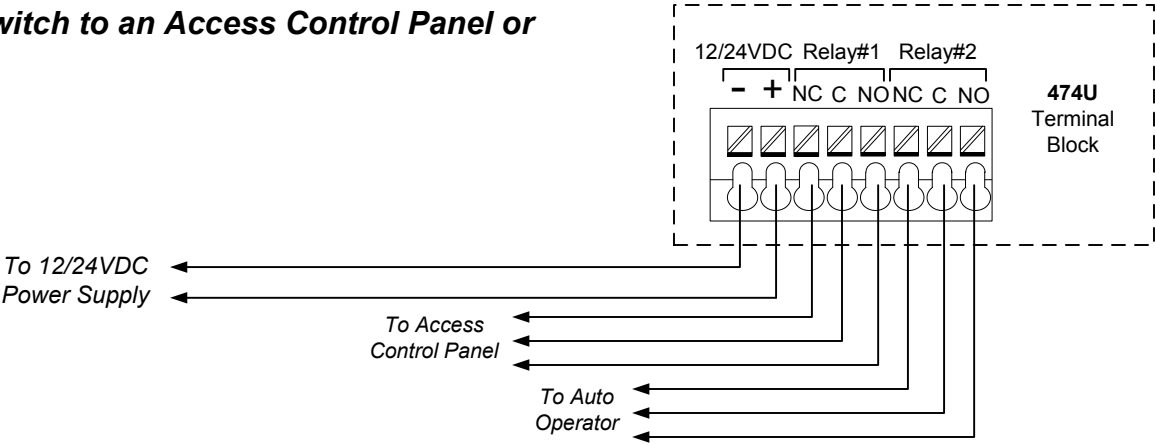 witch to an Access Control Panel or
12/24VDC Relay#1 Relay#2
- + NC C NO NC C NO
474U
Terminal
Block
To 12/24VDC
Power Supply
To Access
Control Panel
To Auto
Operator